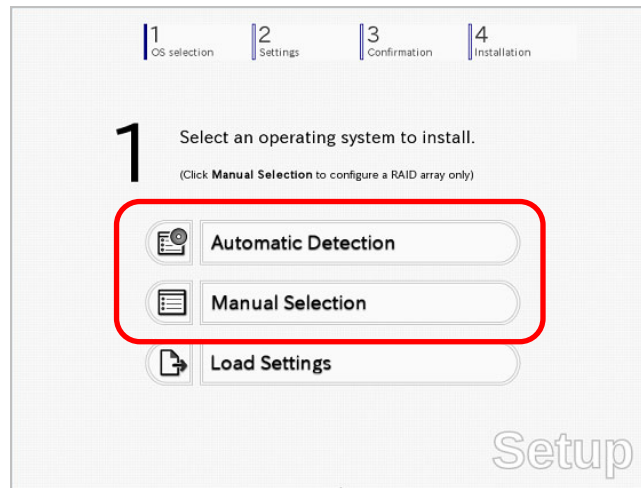 1 2 3 4
OS selection Settings Confirmation Installation
1 Select an operating system to install.
(Click Manual Selection to configure a RAID array only)
Automatic Detection
Manual Selection
Load Settings
Setup